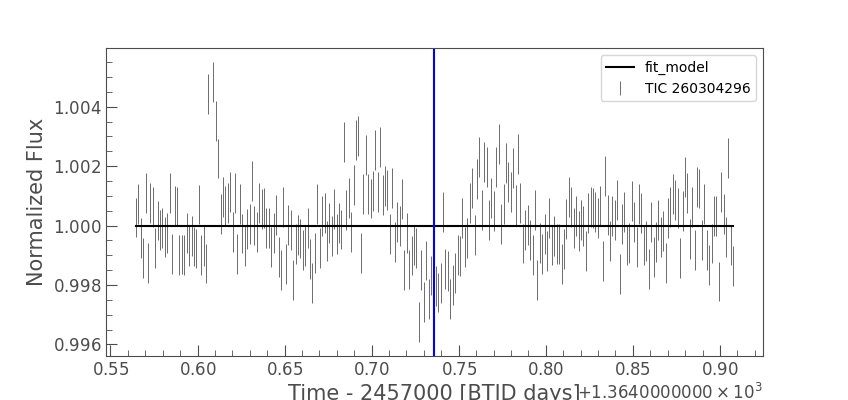 fit_model
TIC 260304296
Normalized Flux
1.004
1.002
1.000
0.998
0.996
0.55 0.60 0.65 0.70 0.75 0.80 0.85 0.90
Time - 2457000 [BTJD days]
+1.3640000000 × 10³